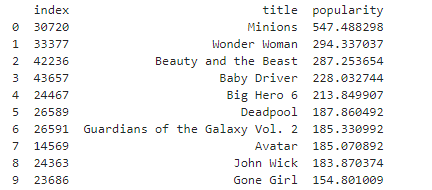 index title popularity
0 30720 Minions 547.488298
1 33377 Wonder Woman 294.337037
2 42236 Beauty and the Beast 287.253654
3 43657 Baby Driver 228.032744
4 24467 Big Hero 6 213.849907
5 26589 Deadpool 187.860492
6 26591 Guardians of the Galaxy Vol. 2 185.330992
7 14569 Avatar 185.070892
8 24363 John Wick 183.870374
9 23686 Gone Girl 154.801009